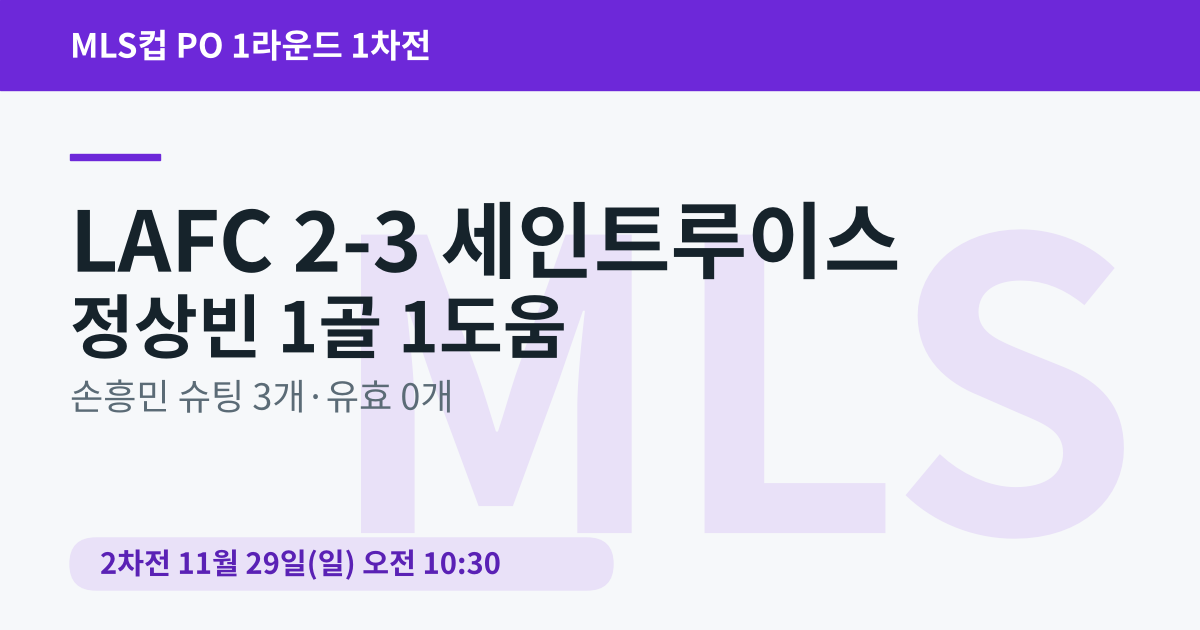 MLS컵 PO 1라운드 1차전
LAFC 2-3 세인트루이스
정상빈 1골 1도움
손흥민 슈팅 3개·유효 0개
MLS
2차전 11월 29일(일) 오전 10:30